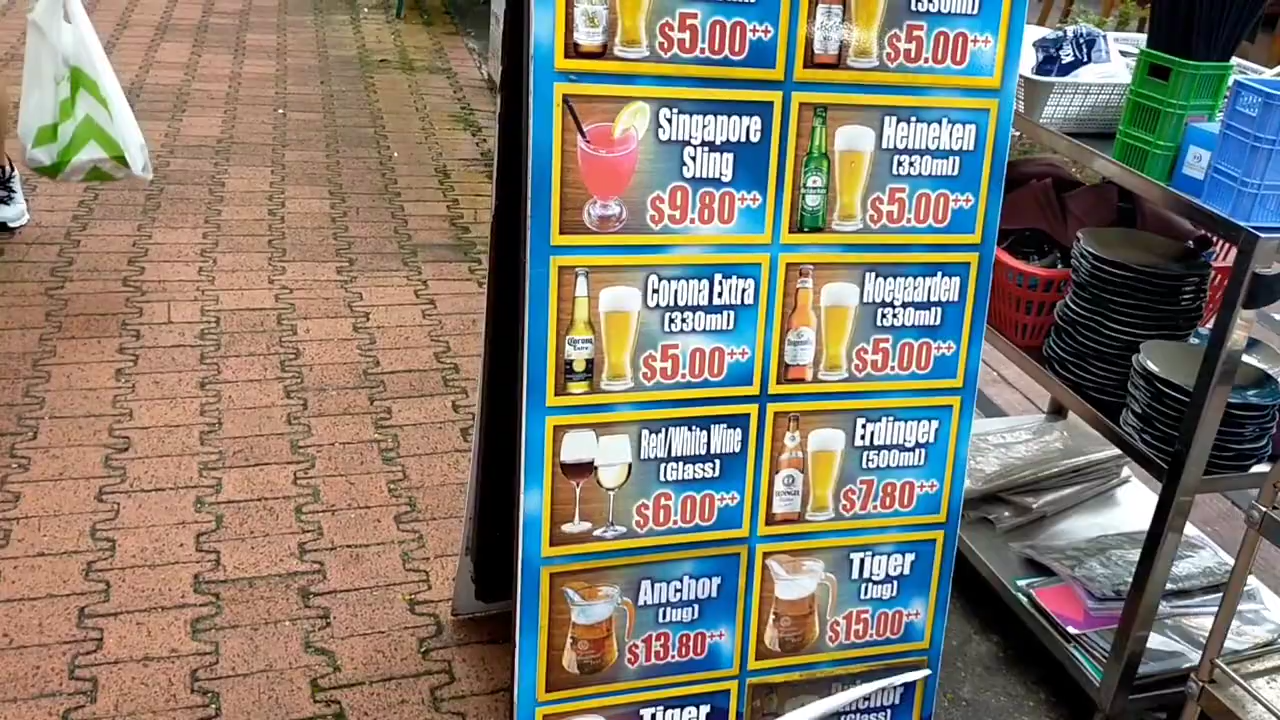 $5.00++
(330ml)
$5.00++
Singapore
Sling
$9.80++
Heineken
(330ml)
$5.00++
Corona Extra
(330ml)
$5.00++
Hoegaarden
(330ml)
$5.00++
Red/White Wine
(Glass)
$6.00++
Erdinger
(500ml)
$7.80++
Anchor
(Jug)
$13.80++
Tiger
(Jug)
$15.00++
Tiger
Anchor
(Glass)